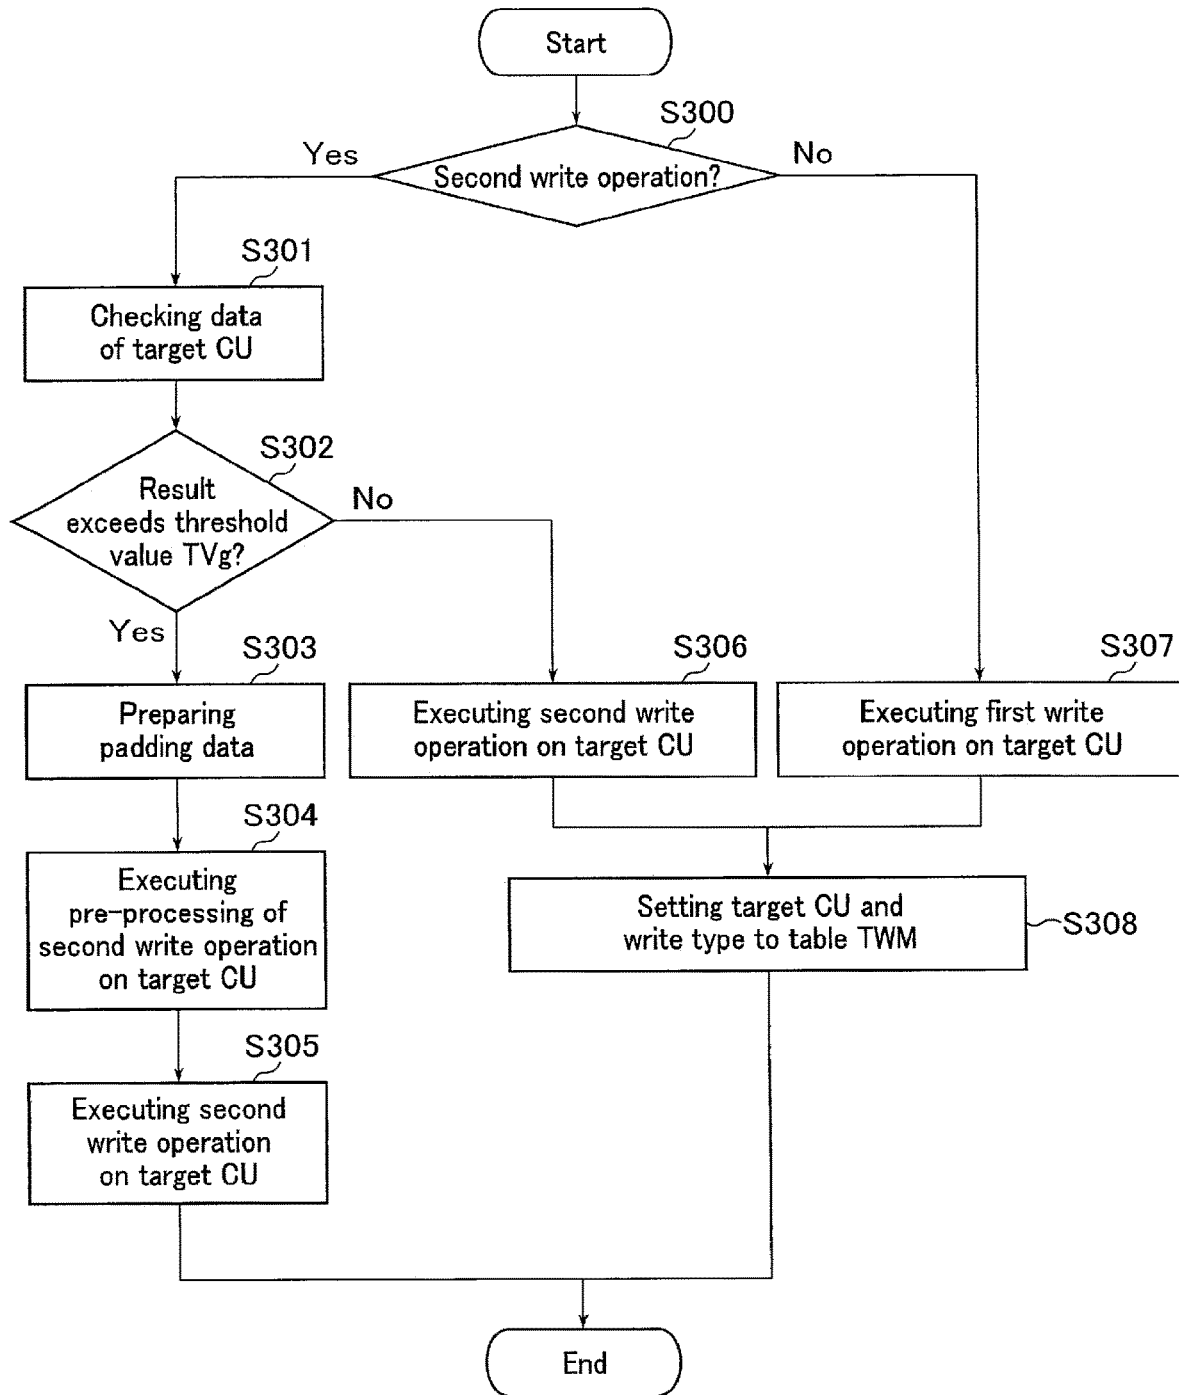 Start
S300
Yes
Second write operation?
No
S301
Checking data
of target CU
S302
Result
exceeds threshold
value TVg?
No
Yes
S303
Preparing
padding data
S306
Executing second write
operation on target CU
S307
Executing first write
operation on target CU
S304
Executing
pre-processing of
second write operation
on target CU
Setting target CU and
write type to table TWM
S308
S305
Executing second
write operation
on target CU
End